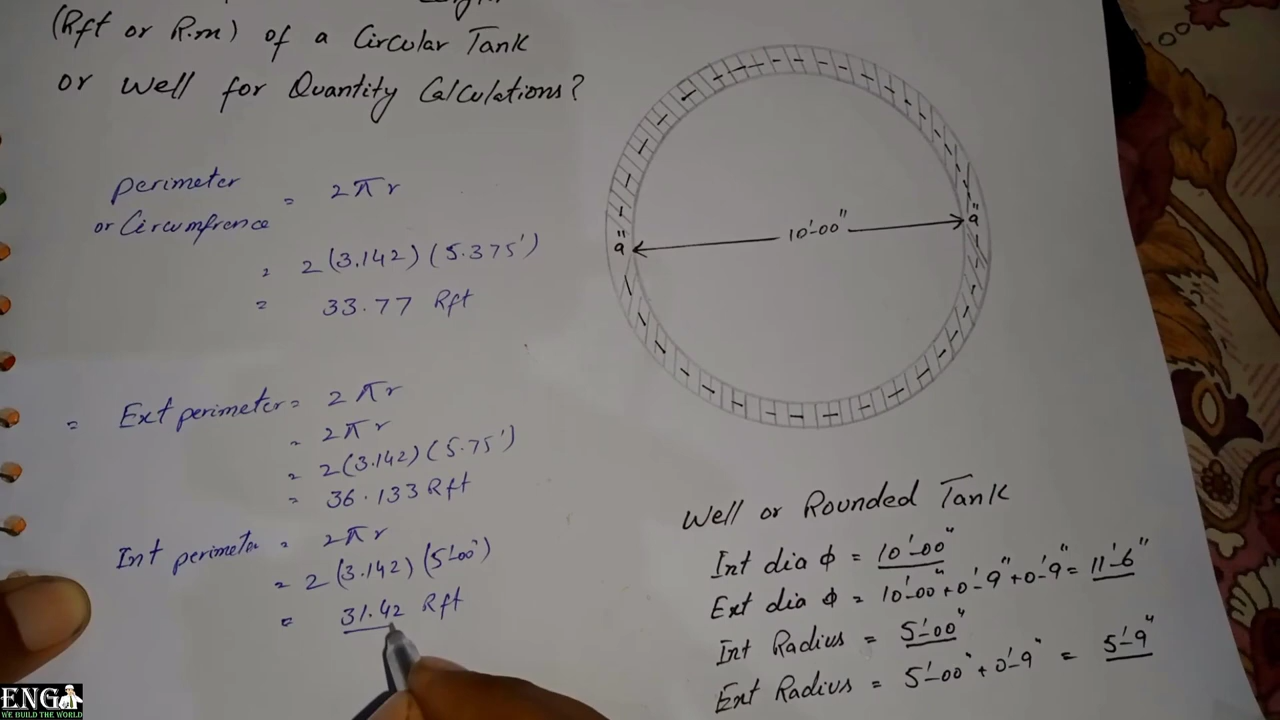 (Rft or R.m) of a Circular Tank
or Well for Quantity Calculations?
perimeter
or Circumfrence = 2πr
= 2(3.142)(5.375')
= 33.77 Rft
= Ext perimeter = 2πr
= 2πr
= 2(3.142)(5.75')
= 36.133 Rft
Int perimeter = 2πr
= 2(3.142)(5'-00")
= 31.42 Rft
9" 10'-00" 9"
Well or Rounded Tank
Int dia ϕ = 10'-00"
Ext dia ϕ = 10'-00"+0'-9"+0'-9" = 11'-6"
Int Radius = 5'-00"
Ext Radius = 5'-00"+0'-9" = 5'-9"
ENG
WE BUILD THE WORLD